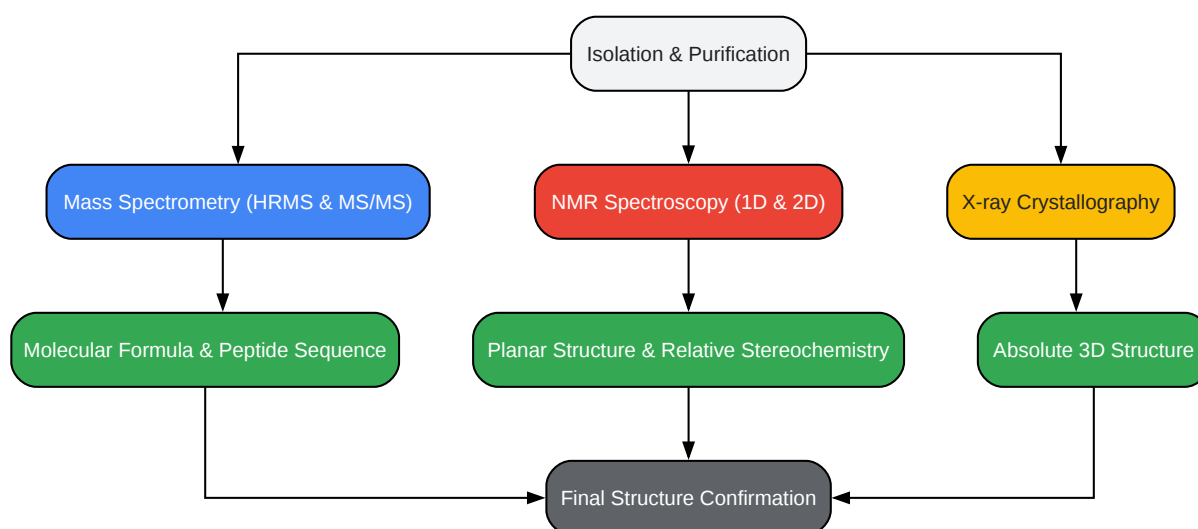 Isolation & Purification
Mass Spectrometry (HRMS & MS/MS)
NMR Spectroscopy (1D & 2D)
X-ray Crystallography
Molecular Formula & Peptide Sequence
Planar Structure & Relative Stereochemistry
Absolute 3D Structure
Final Structure Confirmation